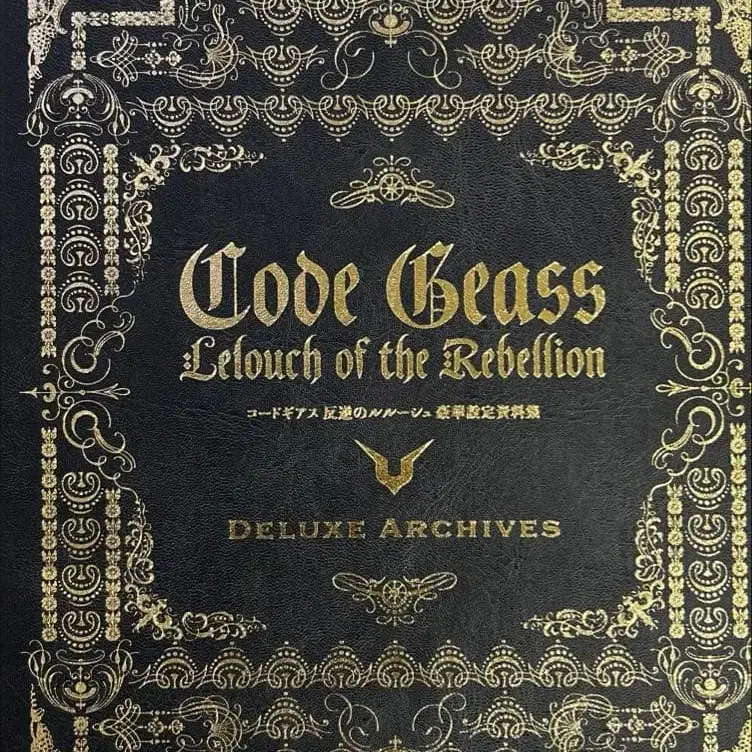 Code Geass
Lelouch of the Rebellion
コードギアス 反逆のルルーシュ 豪華設定資料集
DELUXE ARCHIVES